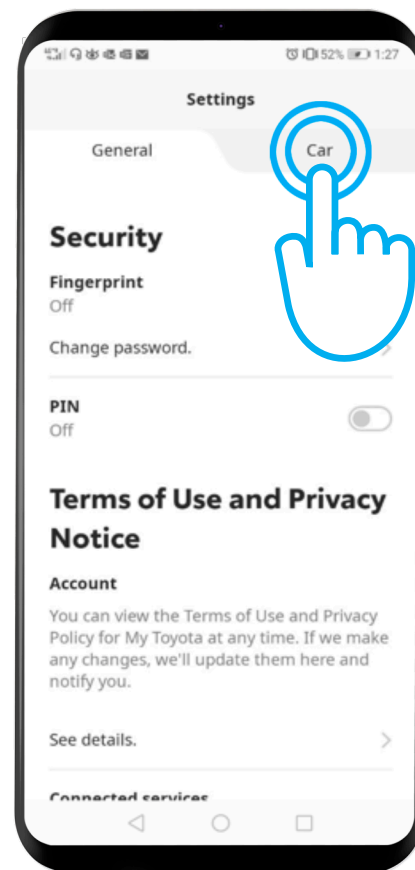 52% 1:27
Settings
General Car
Security
Fingerprint
Off
Change password.
PIN
Off
Terms of Use and Privacy
Notice
Account
You can view the Terms of Use and Privacy
Policy for My Toyota at any time. If we make
any changes, we'll update them here and
notify you.
See details.
Connected services